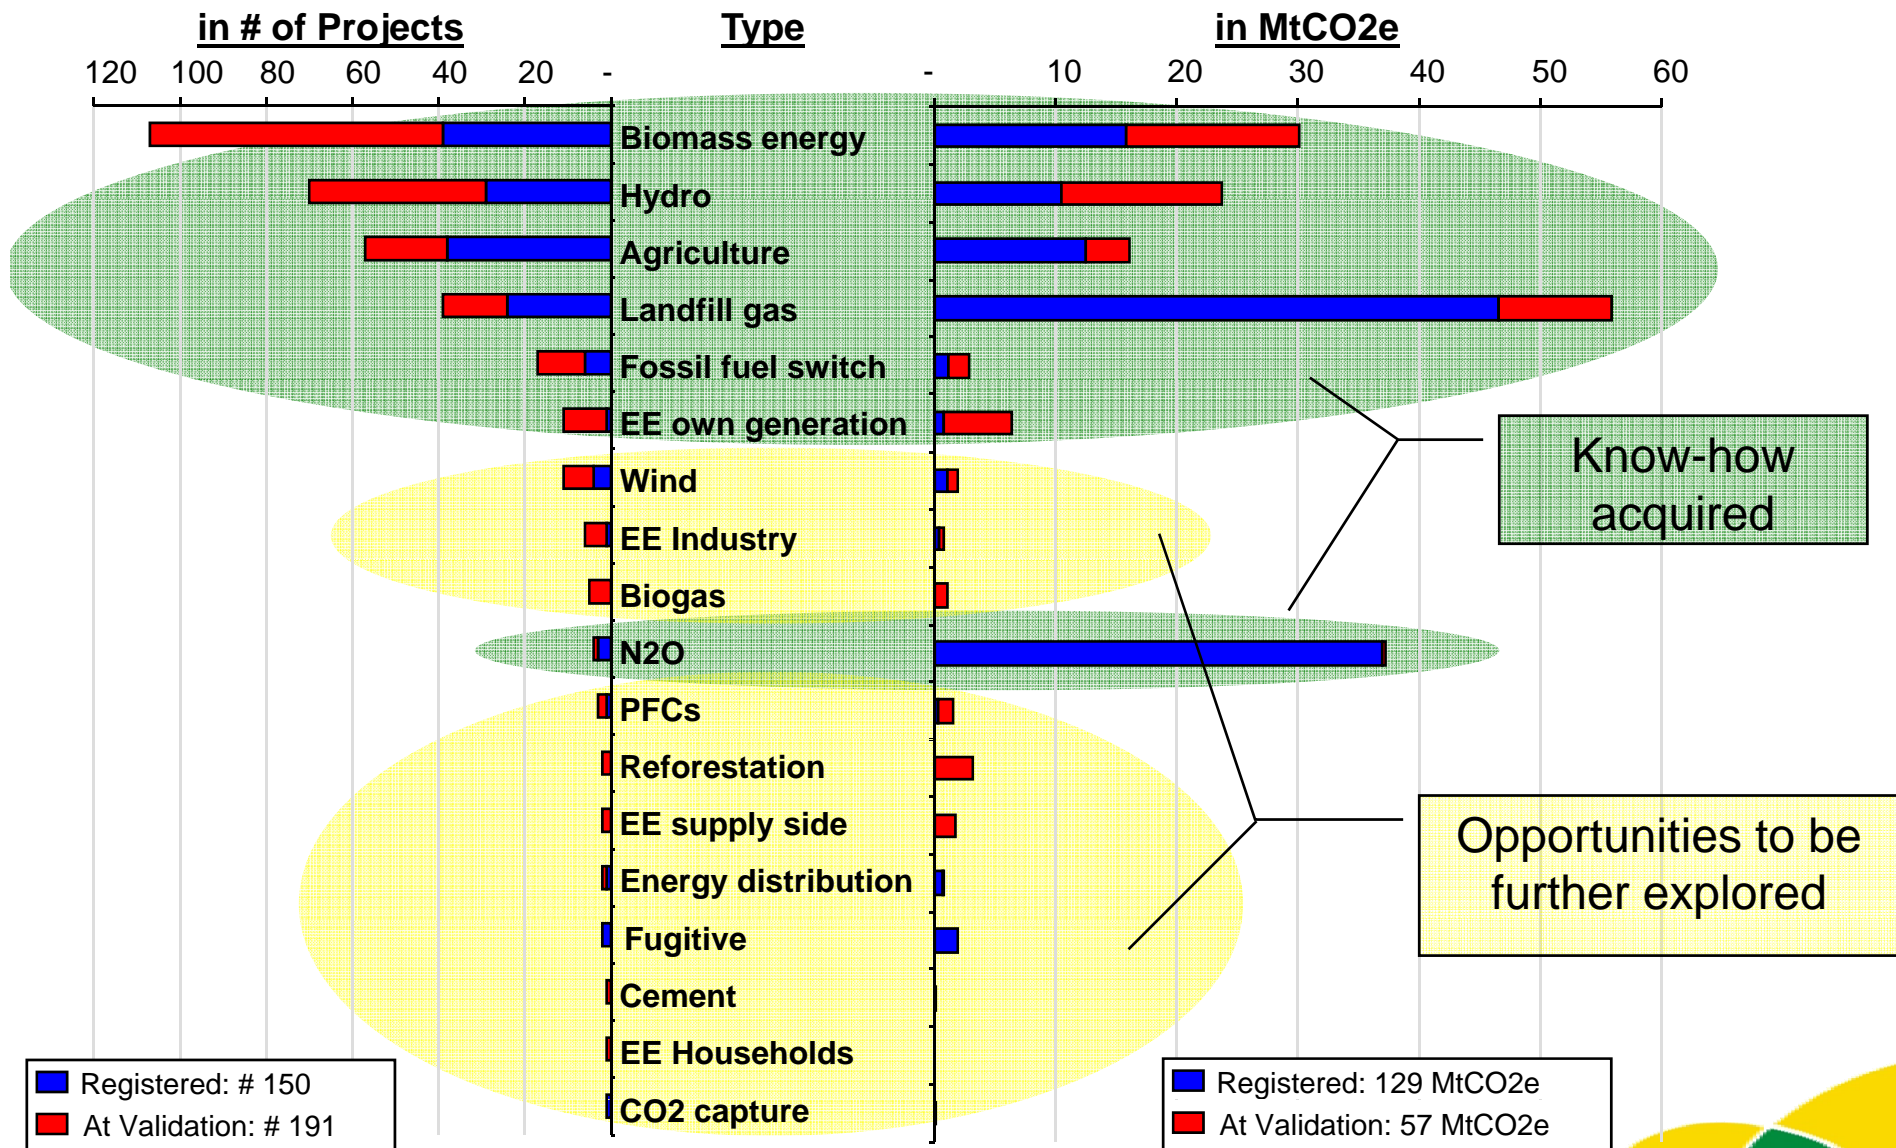 in # of Projects
Type
in MtCO2e
120 100 80 60 40 20 -
- 10 20 30 40 50 60
Biomass energy
Hydro
Agriculture
Landfill gas
Fossil fuel switch
EE own generation
Wind
EE Industry
Biogas
N2O
PFCs
Reforestation
EE supply side
Energy distribution
Fugitive
Cement
EE Households
CO2 capture
Know-how
acquired
Opportunities to be
further explored
Registered: # 150
At Validation: # 191
Registered: 129 MtCO2e
At Validation: 57 MtCO2e